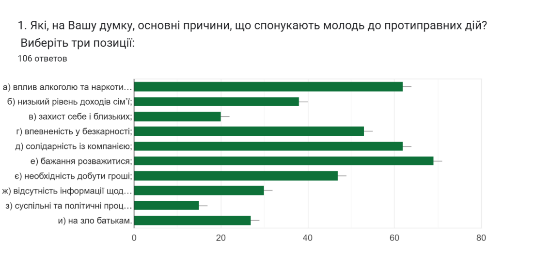 1. Які, на Вашу думку, основні причини, що спонукають молодь до протиправних дій?
Виберіть три позиції:
106 ответов
а) вплив алкоголю та наркоти...
б) низький рівень доходів сім'ї;
в) захист себе і близьких;
г) впевненість у безкарності;
д) солідарність із компанією;
е) бажання розважитися;
є) необхідність добути гроші;
ж) відсутність інформації щод...
з) суспільні та політичні проц...
и) на зло батькам.
0 20 40 60 80